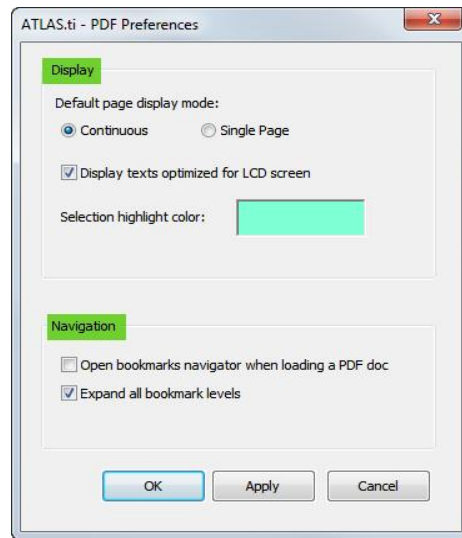 ATLAS.ti - PDF Preferences
Display
Default page display mode:
Continuous Single Page
Display texts optimized for LCD screen
Selection highlight color:
Navigation
Open bookmarks navigator when loading a PDF doc
Expand all bookmark levels
OK Apply Cancel